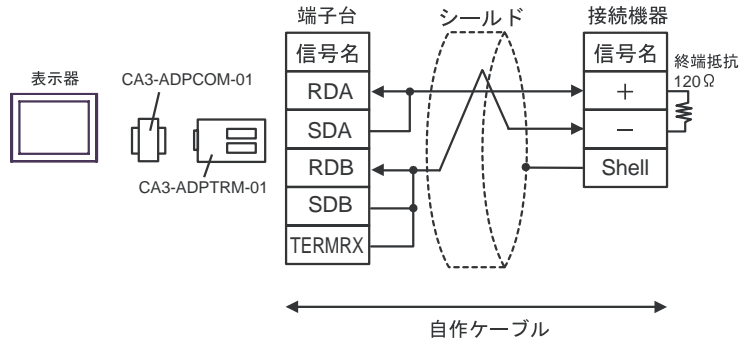 端子台
シールド
接続機器
信号名
信号名
終端抵抗
120Ω
表示器
CA3-ADPCOM-01
RDA
+
SDA
−
RDB
Shell
CA3-ADPTRM-01
SDB
TERMRX
自作ケーブル